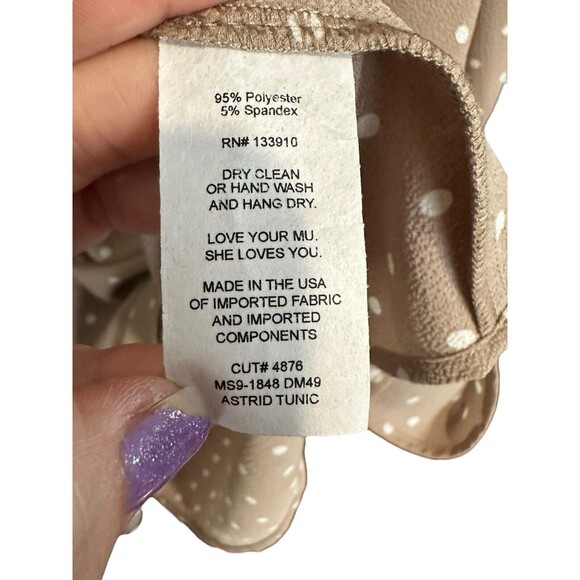 95% Polyester
5% Spandex
RN# 133910
DRY CLEAN
OR HAND WASH
AND HANG DRY.
LOVE YOUR MU.
SHE LOVES YOU.
MADE IN THE USA
OF IMPORTED FABRIC
AND IMPORTED
COMPONENTS
CUT# 4876
MS9-1848 DM49
ASTRID TUNIC